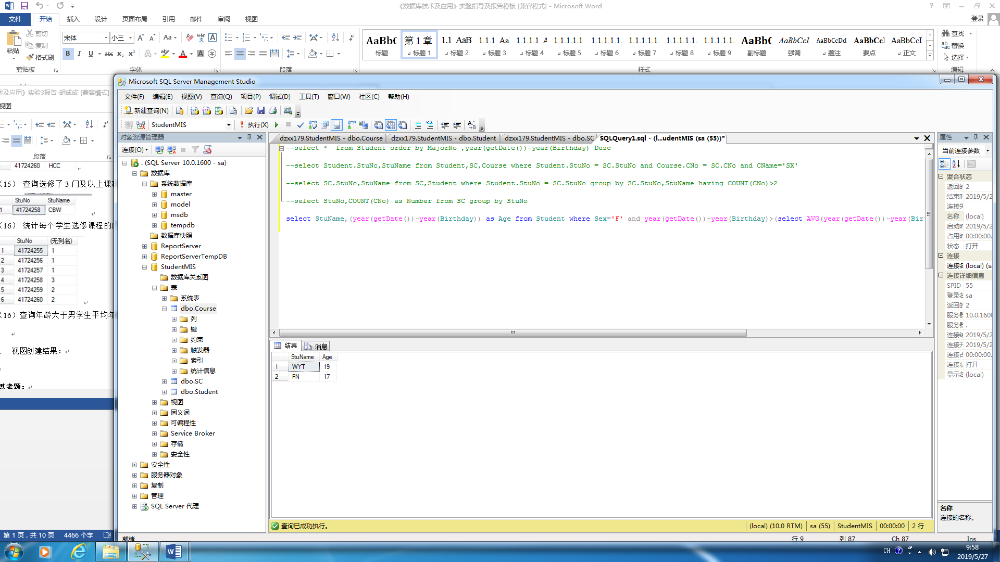 《数据库技术及应用》实验指导及报告模板 [兼容模式] - Microsoft Word
文件 开始 插入 设计 页面布局 引用 邮件 审阅 视图 登录
宋体 小三 Aa AaBbC 第 1 章 1.1 AaB 1.1.1 Aa 1.1.1.1 A 1.1.1.1.1 1.1.1.1.1. 1.1.1.1. 1.1.1.1. 1.1.1.1. AaBbC AaBbCcL AaBbCcDd AaBbCcI AaBbCcDd 查找
粘贴 剪切 复制 格式刷
B I U abc x₂ x² A 标题 标题 1 标题 2 标题 3 标题 4 标题 5 标题 6 标题 7 标题 8 标题 9 副标题 强调 题注 要点 正文 替换 选择
剪贴板 字体 段落 样式 编辑
技术及应用》实验3报告-胡成成 [兼容模式] -
视图
段落
41724260 HCC
（15） 查询选修了 3 门及以上课程
StuNo StuName
1 41724258 CBW
（16） 统计每个学生选修课程的门
StuNo (无列名)
1 41724255 1
2 41724256 1
3 41724257 1
4 41724258 3
5 41724259 2
6 41724260 2
（16）查询年龄大于男学生平均年
视图创建结果：
思考题：
第 1 页，共 10 页 4466 个字
Microsoft SQL Server Management Studio
文件(F) 编辑(E) 视图(V) 查询(Q) 项目(P) 调试(D) 工具(T) 窗口(W) 社区(C) 帮助(H)
新建查询(N)
StudentMIS 执行(X)
对象资源管理器
连接(O)
. (SQL Server 10.0.1600 - sa)
数据库
系统数据库
master
model
msdb
tempdb
数据库快照
ReportServer
ReportServerTempDB
StudentMIS
数据库关系图
表
系统表
dbo.Course
列
键
约束
触发器
索引
统计信息
dbo.SC
dbo.Student
视图
同义词
可编程性
Service Broker
存储
安全性
安全性
服务器对象
复制
管理
SQL Server 代理
dzxx179.StudentMIS - dbo.Course dzxx179.StudentMIS - dbo.Student dzxx179.StudentMIS - dbo.SC SQLQuery1.sql - (l...udentMIS (sa (55))*
--select *  from Student order by MajorNo ,year(getDate())-year(Birthday) Desc
--select Student.StuNo,StuName from Student,SC,Course where Student.StuNo = SC.StuNo and Course.CNo = SC.CNo and CName='SX'
--select SC.StuNo,StuName from SC,Student where Student.StuNo = SC.StuNo group by SC.StuNo,StuName having COUNT(CNo)>2
--select StuNo,COUNT(CNo) as Number from SC group by StuNo
select StuName,(year(getDate())-year(Birthday)) as Age from Student where Sex='F' and year(getDate())-year(Birthday)>(select AVG(year(getDate())-year(Bir
结果 消息
StuName Age
1 WYT 19
2 FN 17
查询已成功执行。 (local) (10.0 RTM) sa (55) StudentMIS 00:00:00 2 行
就绪 行 9 列 87 Ch 87 Ins
属性
当前连接参数
聚合状态
返回的 2
结束时 2019/5/2
连接失
名称 (local)
启动时 2019/5/2
占用时 00:00:00.
状态 打开
连接
连接名 (local) (sa
连接详细信息
SPID 55
登录名 sa
返回的 2
服务器 10.0.1600
服务器 .
连接结 2019/5/2
连接开 2019/5/2
连接占 00:00:00.
连接状 打开
显示名 (local)
名称
连接的名称。
CH 9:58
2019/5/27